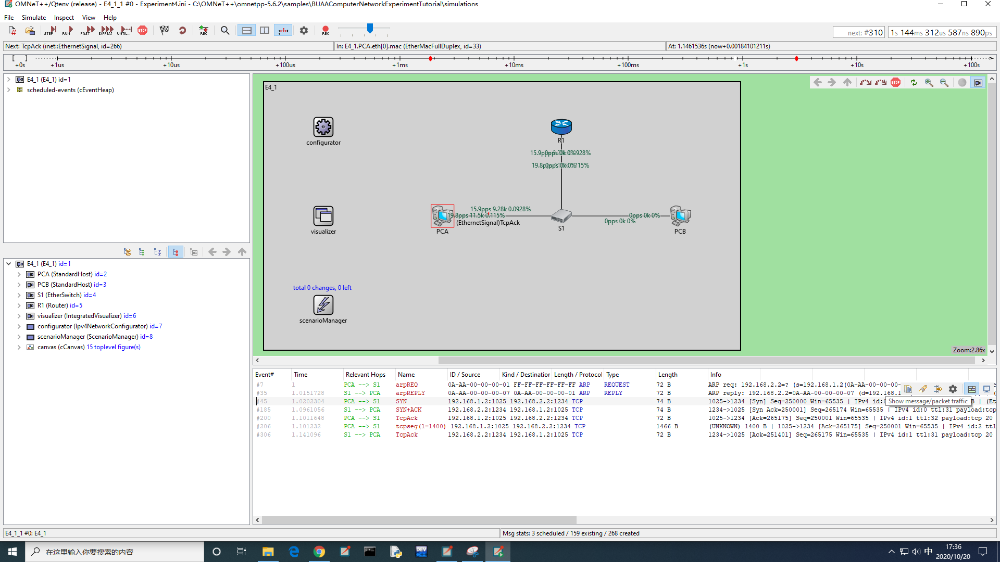 OMNeT++/Qtenv (release) - E4_1_1 #0 - Experiment4.ini - C:\OMNeT++\omnetpp-5.6.2\samples\BUAAComputerNetworkExperimentTutorial\simulations
File Simulate Inspect View Help
STEP RUN FAST EXPRESS UNTIL... STOP REC REC next: #310 1s 144ms 312us 587ns 890ps
Next: TcpAck (inet::EthernetSignal, id=266) In: E4_1.PCA.eth[0].mac (EtherMacFullDuplex, id=33) At: 1.1461536s (now+0.00184101211s)
+0s +1us +10us +100us +1ms +10ms +100ms +1s +10s +100s
E4_1 (E4_1) id=1
scheduled-events (cEventHeap)
E4_1
STOP
configurator
R1
15.9pps
19.8pps
visualizer
15.9pps 9.28k 0.0928%
19.8pps 11.5k 0.115%
(EthernetSignal)TcpAck
PCA
S1
0pps 0k 0%
0pps 0k 0%
PCB
total 0 changes, 0 left
scenarioManager
Zoom:2.86x
E4_1 (E4_1) id=1
PCA (StandardHost) id=2
PCB (StandardHost) id=3
S1 (EtherSwitch) id=4
R1 (Router) id=5
visualizer (IntegratedVisualizer) id=6
configurator (Ipv4NetworkConfigurator) id=7
scenarioManager (ScenarioManager) id=8
canvas (cCanvas) 15 toplevel figure(s)
Event# Time Relevant Hops Name ID / Source Kind / Destination Length / Protocol Type Length Info
#7 1 PCA --> S1 arpREQ 0A-AA-00-00-00-01 FF-FF-FF-FF-FF-FF ARP REQUEST 72 B ARP req: 192.168.2.2=? (s=192.168.1.2(0A-AA-00-00-00-
#35 1.0151728 S1 --> PCA arpREPLY 0A-AA-00-00-00-07 0A-AA-00-00-00-01 ARP REPLY 72 B ARP reply: 192.168.2.2=0A-AA-00-00-00-07 (d=192.168.1
#45 1.0202304 PCA --> S1 SYN 192.168.1.2:1025 192.168.2.2:1234 TCP 74 B 1025->1234 [Syn] Seq=250000 Win=65535 | IPv4 id:0
Show message/packet traffic
#185 1.0961056 S1 --> PCA SYN+ACK 192.168.2.2:1234 192.168.1.2:1025 TCP 74 B 1234->1025 [Syn Ack=250001] Seq=265174 Win=65535 | IPv4 id:0 ttl:31 payload:tcp
#200 1.1011648 PCA --> S1 TcpAck 192.168.1.2:1025 192.168.2.2:1234 TCP 72 B 1025->1234 [Ack=265175] Seq=250001 Win=65535 | IPv4 id:1 ttl:32 payload:tcp 20
#206 1.101232 PCA --> S1 tcpseg(l=1400) 192.168.1.2:1025 192.168.2.2:1234 TCP 1466 B (UNKNOWN) 1400 B | 1025->1234 [Ack=265175] Seq=250001 Win=65535 | IPv4 id:2 ttl
#306 1.141096 S1 --> PCA TcpAck 192.168.2.2:1234 192.168.1.2:1025 TCP 72 B 1234->1025 [Ack=251401] Seq=265175 Win=65535 | IPv4 id:1 ttl:31 payload:tcp 20
E4_1_1 #0: E4_1 Msg stats: 3 scheduled / 159 existing / 268 created
在这里输入你要搜索的内容
DEV
中
17:36
2020/10/20